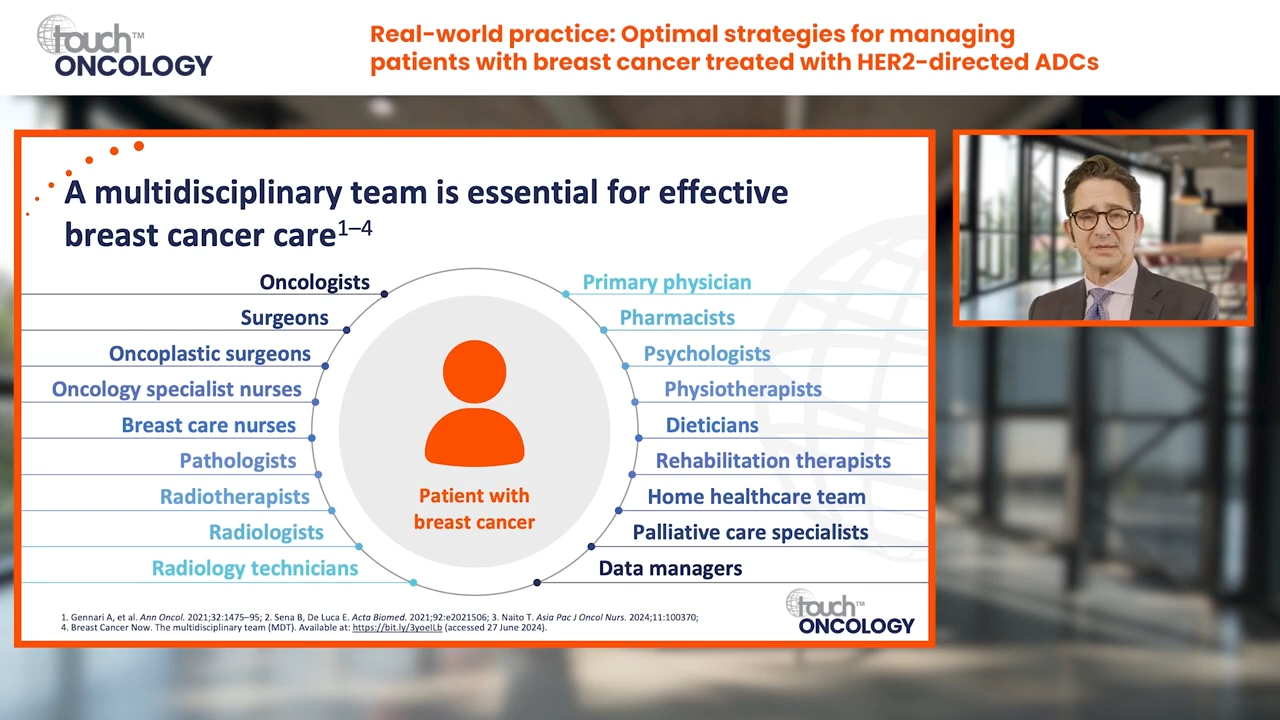 touch™
ONCOLOGY
Real-world practice: Optimal strategies for managing
patients with breast cancer treated with HER2-directed ADCs
A multidisciplinary team is essential for effective
breast cancer care1–4
Oncologists
Surgeons
Oncoplastic surgeons
Oncology specialist nurses
Breast care nurses
Pathologists
Radiotherapists
Radiologists
Radiology technicians
Patient with
breast cancer
Primary physician
Pharmacists
Psychologists
Physiotherapists
Dieticians
Rehabilitation therapists
Home healthcare team
Palliative care specialists
Data managers
1. Gennari A, et al. Ann Oncol. 2021;32:1475–95; 2. Sena B, De Luca E. Acta Biomed. 2021;92:e2021506; 3. Naito T. Asia Pac J Oncol Nurs. 2024;11:100370;
4. Breast Cancer Now. The multidisciplinary team (MDT). Available at: https://bit.ly/3yoeILb (accessed 27 June 2024).
touch™
ONCOLOGY